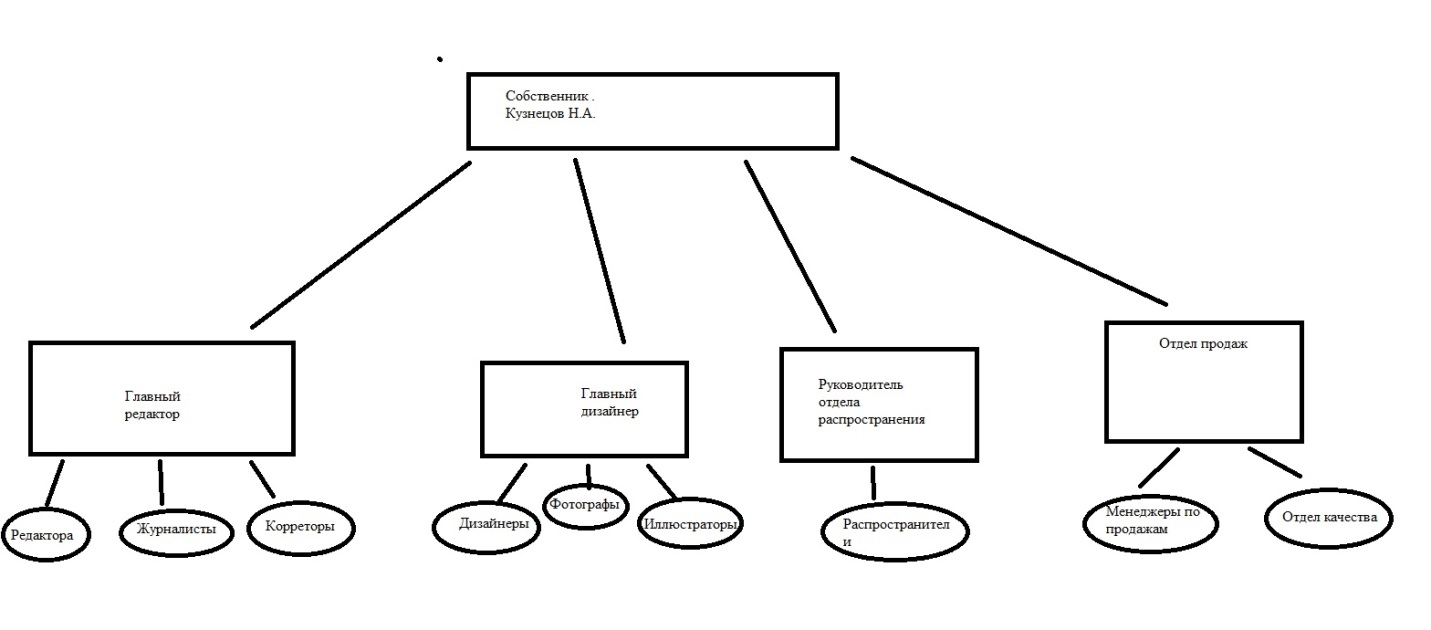 Собственник .
Кузнецов Н.А.
Главный
редактор
Главный
дизайнер
Руководитель
отдела
распространения
Отдел продаж
Редактора
Журналисты
Корреторы
Дизайнеры
Фотографы
Иллюстраторы
Распространител
и
Менеджеры по
продажам
Отдел качества